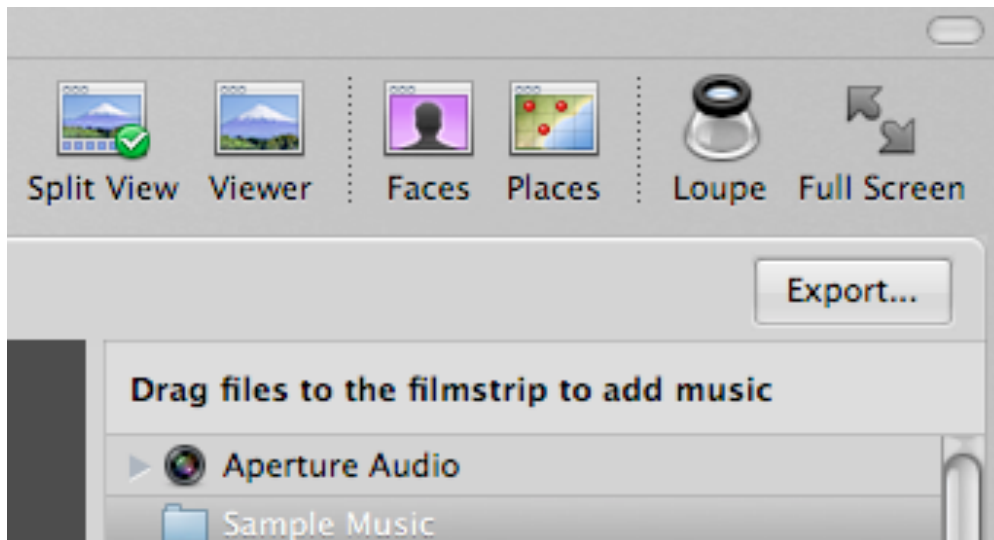 Split View Viewer Faces Places Loupe Full Screen
Export...
Drag files to the filmstrip to add music
Aperture Audio
Sample Music